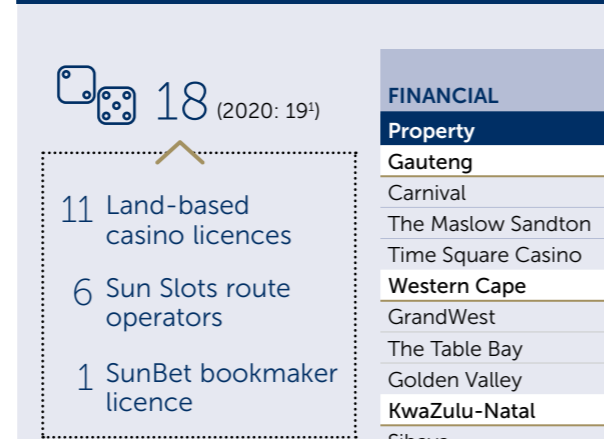 18 (2020: 19¹)
11 Land-based
casino licences
6 Sun Slots route
operators
1 SunBet bookmaker
licence
FINANCIAL
Property
Gauteng
Carnival
The Maslow Sandton
Time Square Casino
Western Cape
GrandWest
The Table Bay
Golden Valley
KwaZulu-Natal